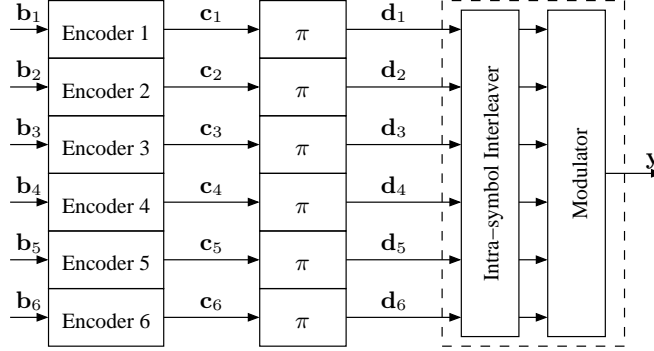 b₁ Encoder 1 c₁ π d₁
b₂ Encoder 2 c₂ π d₂
b₃ Encoder 3 c₃ π d₃
b₄ Encoder 4 c₄ π d₄
b₅ Encoder 5 c₅ π d₅
b₆ Encoder 6 c₆ π d₆
Intra−symbol Interleaver
Modulator
y